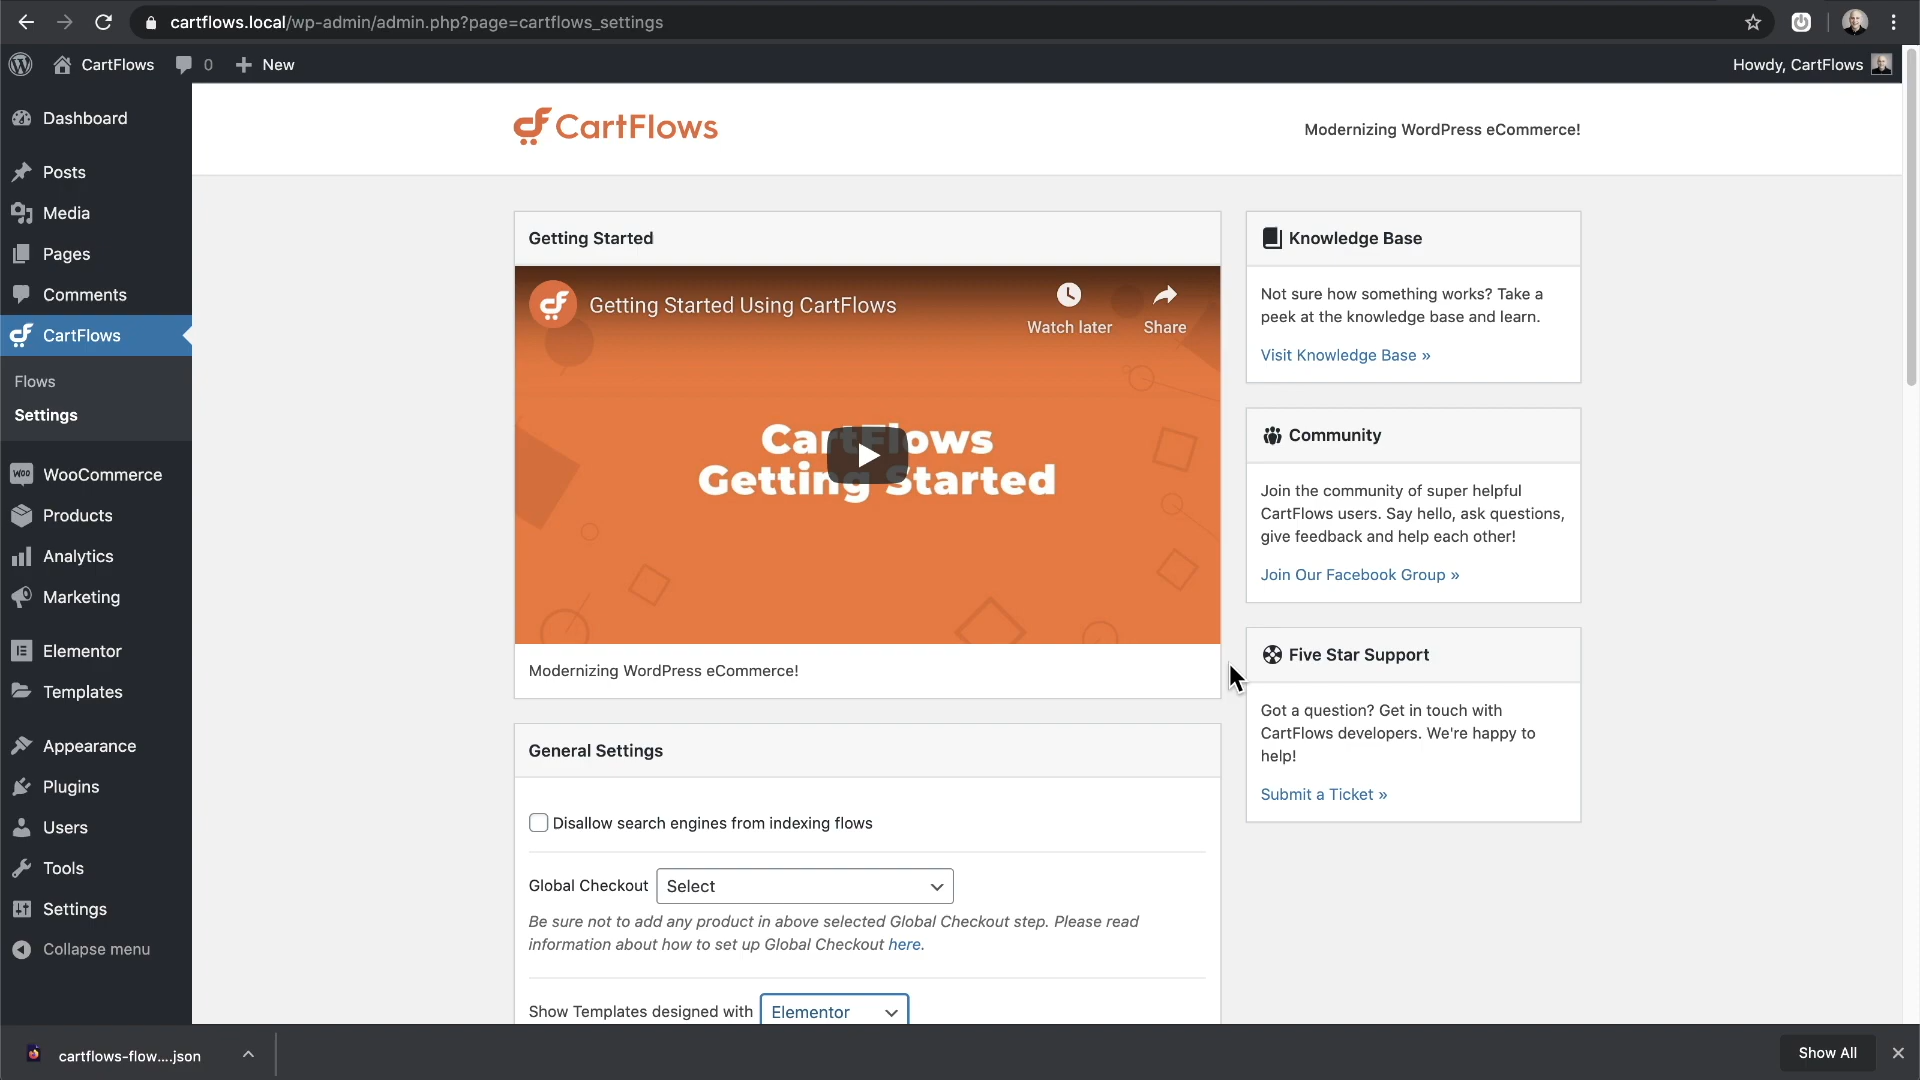 cartflows.local/wp-admin/admin.php?page=cartflows_settings
CartFlows
0
New
Howdy, CartFlows
Dashboard
Posts
Media
Pages
Comments
CartFlows
Flows
Settings
WooCommerce
Products
Analytics
Marketing
Elementor
Templates
Appearance
Plugins
Users
Tools
Settings
Collapse menu
CartFlows
Modernizing WordPress eCommerce!
Getting Started
Getting Started Using CartFlows
Watch later
Share
CartFlows
Getting Started
Modernizing WordPress eCommerce!
General Settings
Disallow search engines from indexing flows
Global Checkout
Select
Be sure not to add any product in above selected Global Checkout step. Please read
information about how to set up Global Checkout here.
Show Templates designed with
Elementor
Knowledge Base
Not sure how something works? Take a
peek at the knowledge base and learn.
Visit Knowledge Base »
Community
Join the community of super helpful
CartFlows users. Say hello, ask questions,
give feedback and help each other!
Join Our Facebook Group »
Five Star Support
Got a question? Get in touch with
CartFlows developers. We're happy to
help!
Submit a Ticket »
cartflows-flow....json
Show All